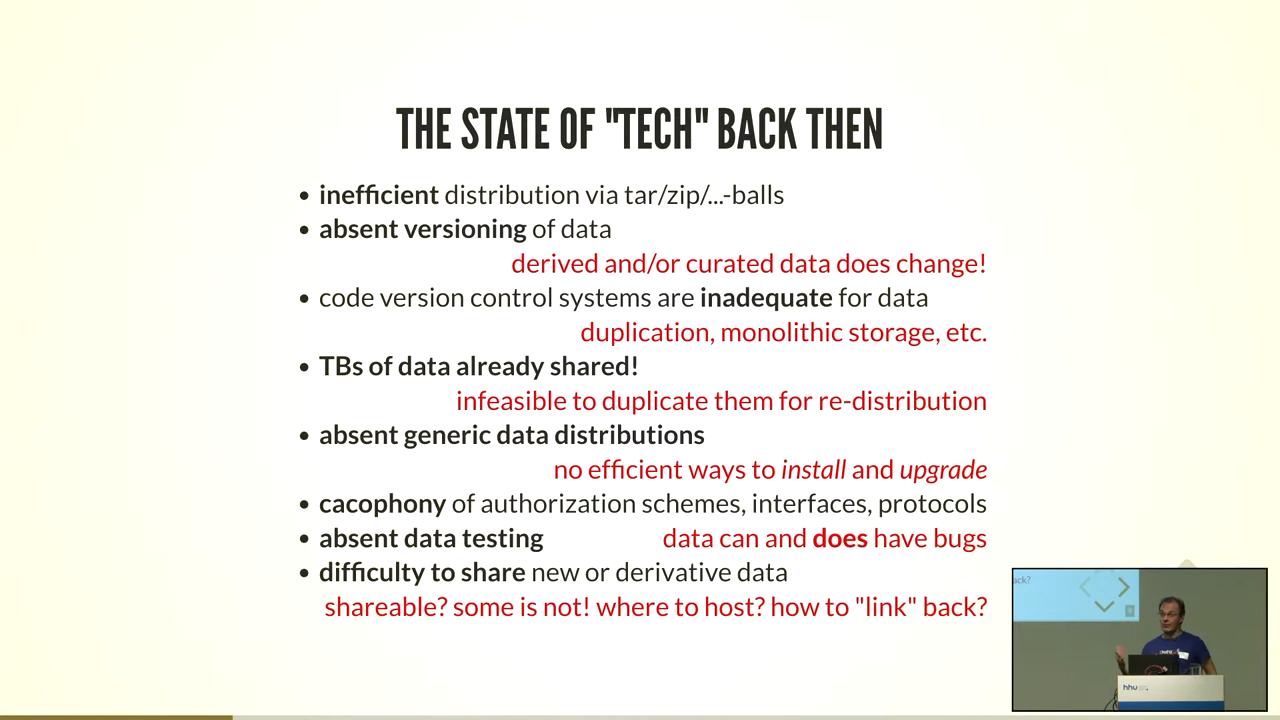 THE STATE OF "TECH" BACK THEN
• inefficient distribution via tar/zip/...-balls
• absent versioning of data
derived and/or curated data does change!
• code version control systems are inadequate for data
duplication, monolithic storage, etc.
• TBs of data already shared!
infeasible to duplicate them for re-distribution
• absent generic data distributions
no efficient ways to install and upgrade
• cacophony of authorization schemes, interfaces, protocols
• absent data testing data can and does have bugs
• difficulty to share new or derivative data
shareable? some is not! where to host? how to "link" back?
ack?
hhu